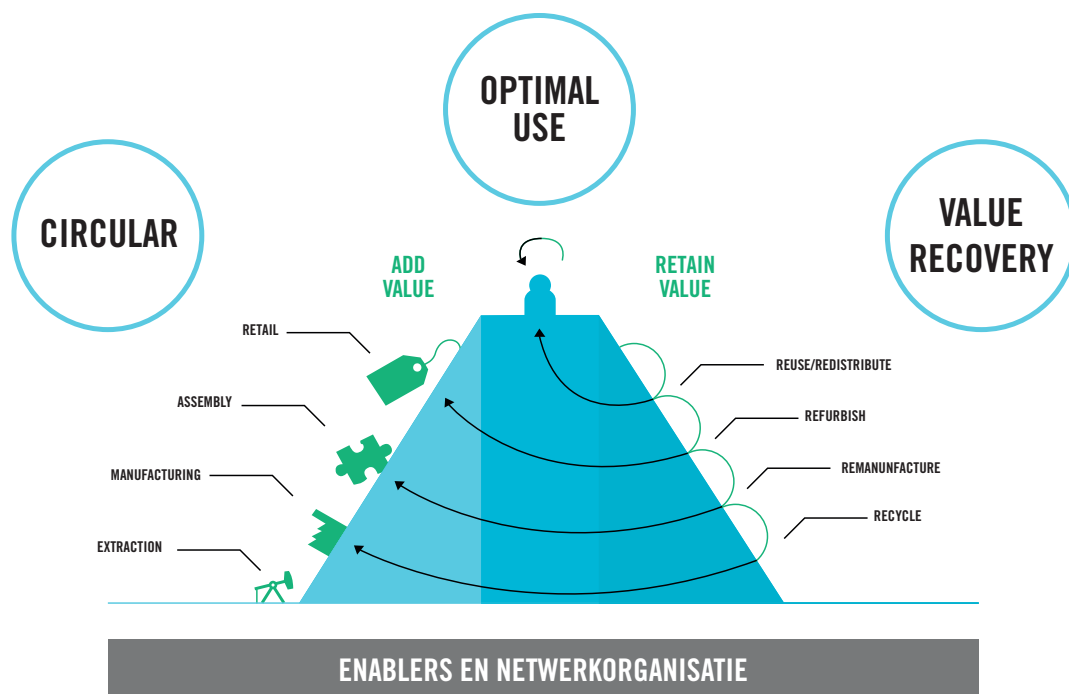 OPTIMAL
USE
CIRCULAR
VALUE
RECOVERY
ADD
VALUE
RETAIN
VALUE
RETAIL
ASSEMBLY
MANUFACTURING
EXTRACTION
REUSE/REDISTRIBUTE
REFURBISH
REMANUNFACTURE
RECYCLE
ENABLERS EN NETWERKORGANISATIE